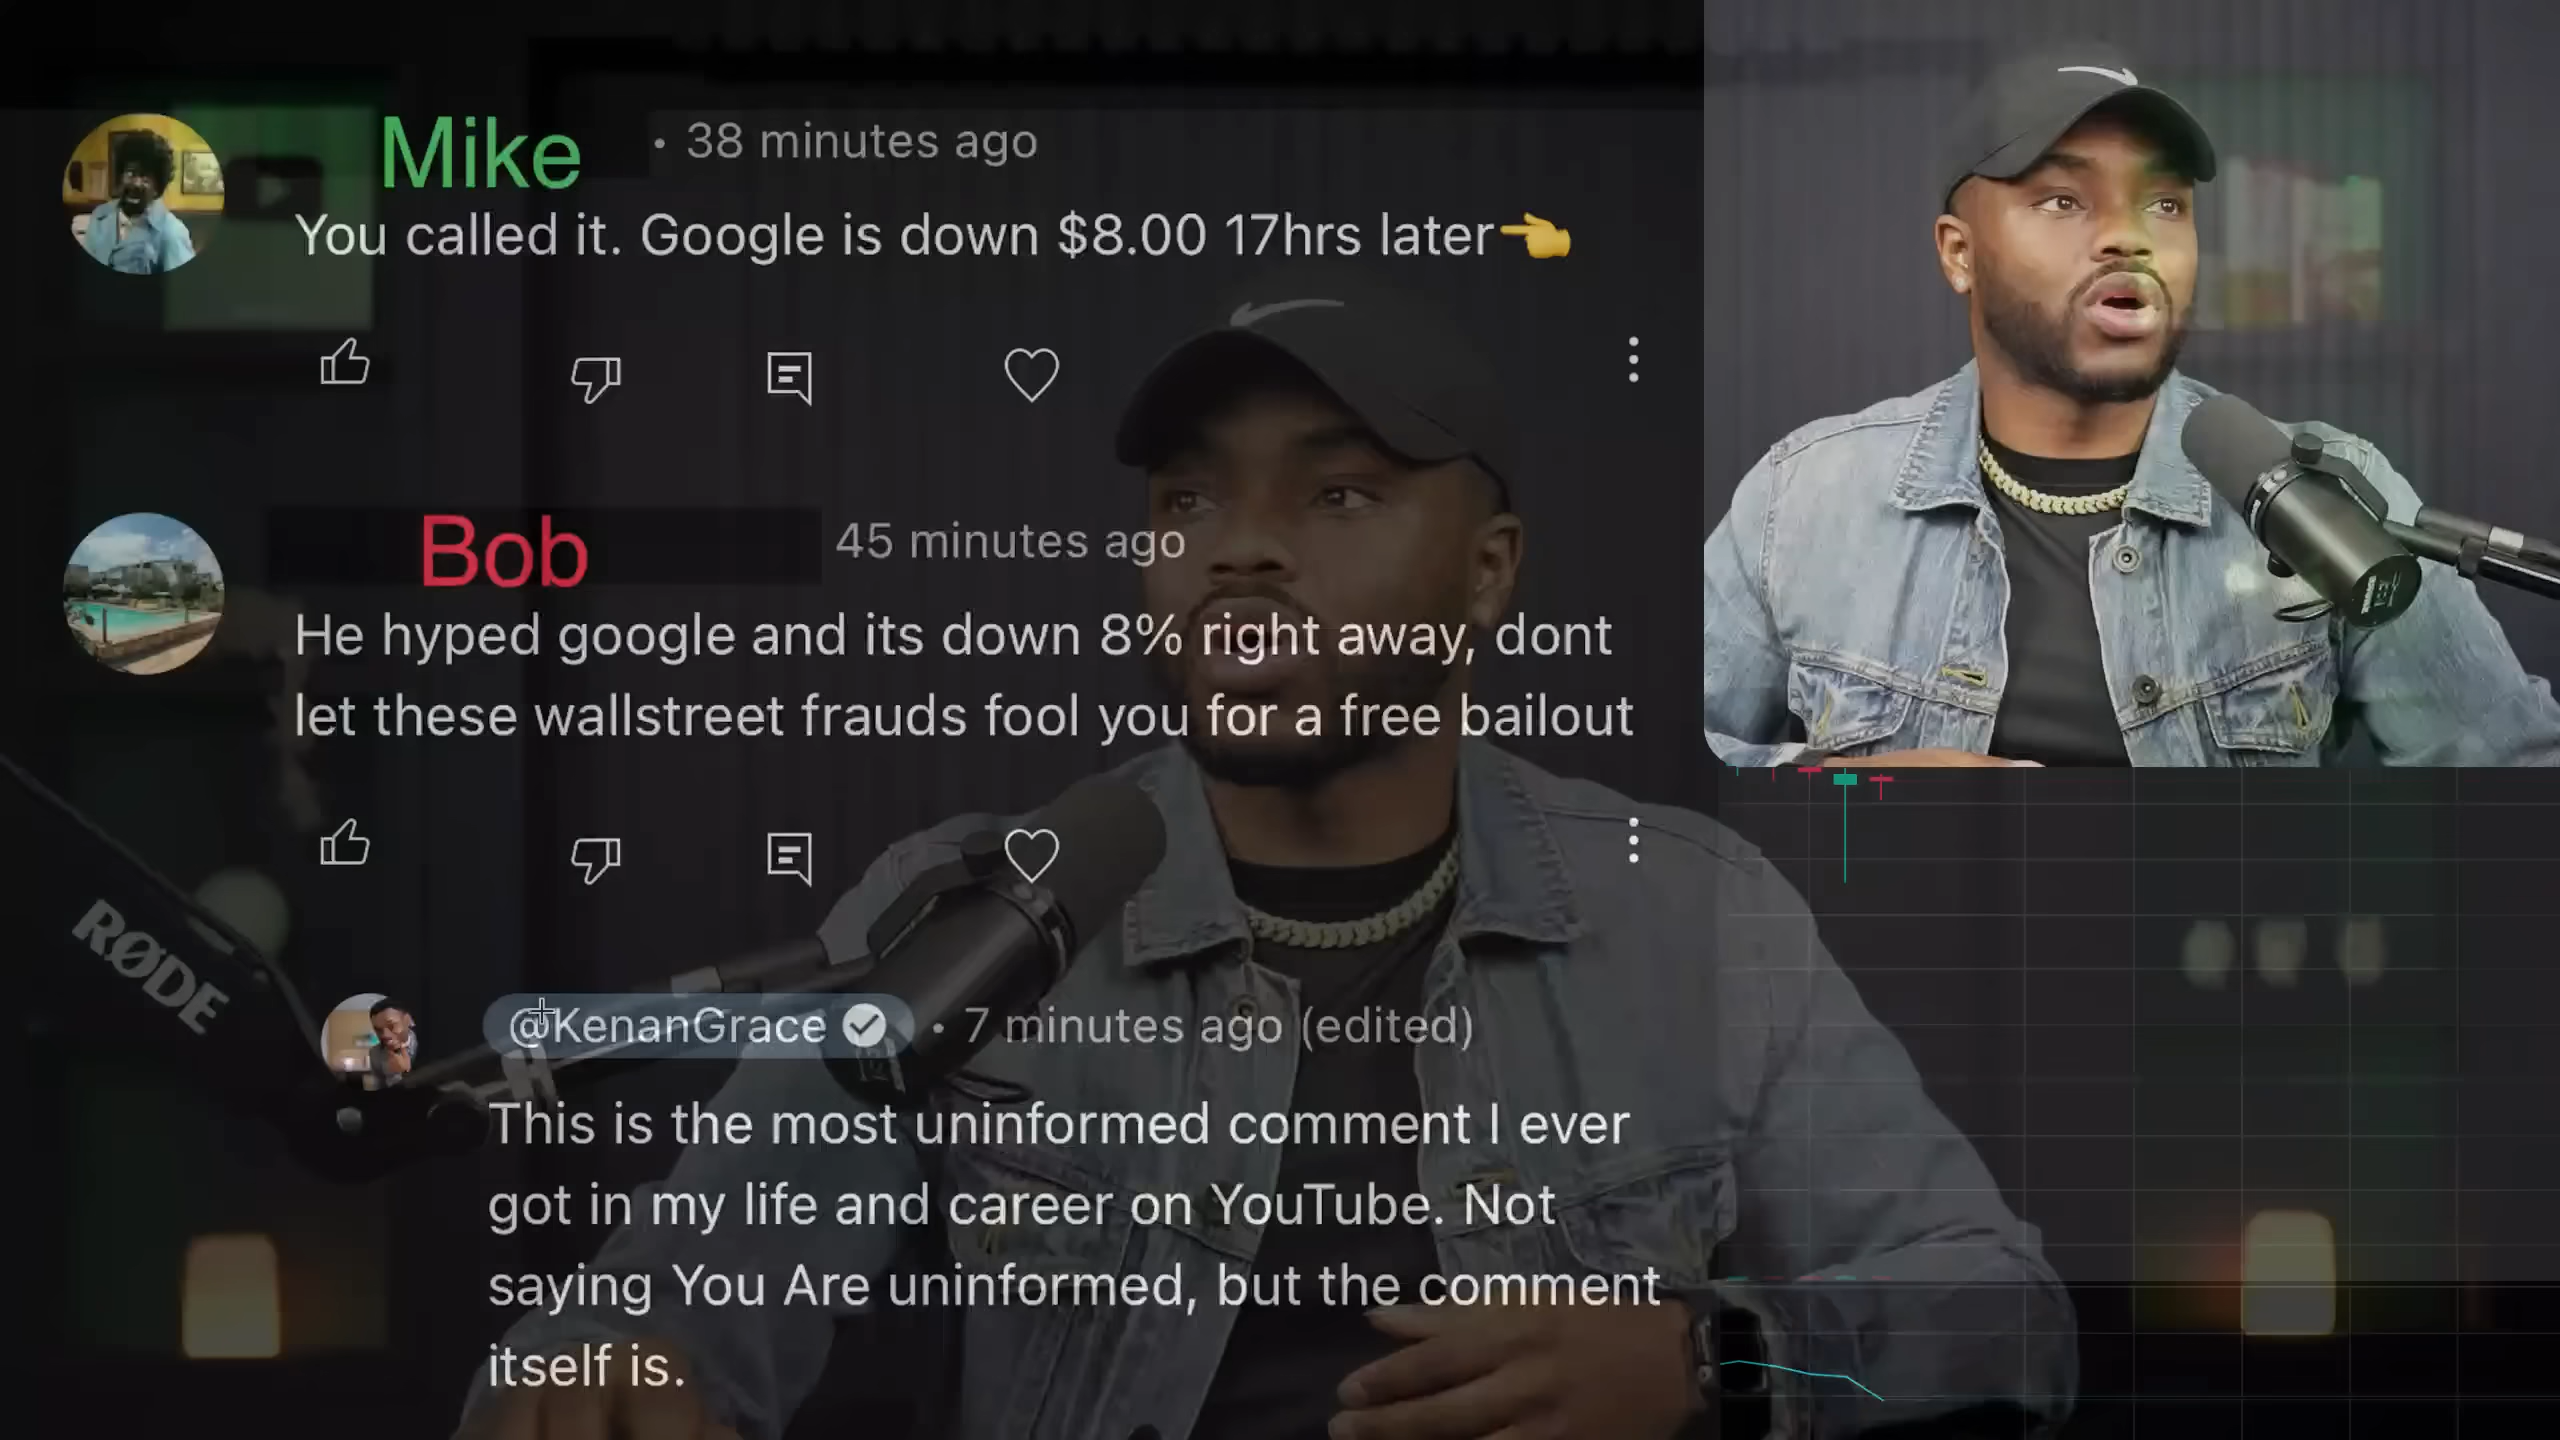 Mike • 38 minutes ago
You called it. Google is down $8.00 17hrs later👈
Bob 45 minutes ago
He hyped google and its down 8% right away, dont
let these wallstreet frauds fool you for a free bailout
RØDE
@KenanGrace • 7 minutes ago (edited)
This is the most uninformed comment I ever
got in my life and career on YouTube. Not
saying You Are uninformed, but the comment
itself is.